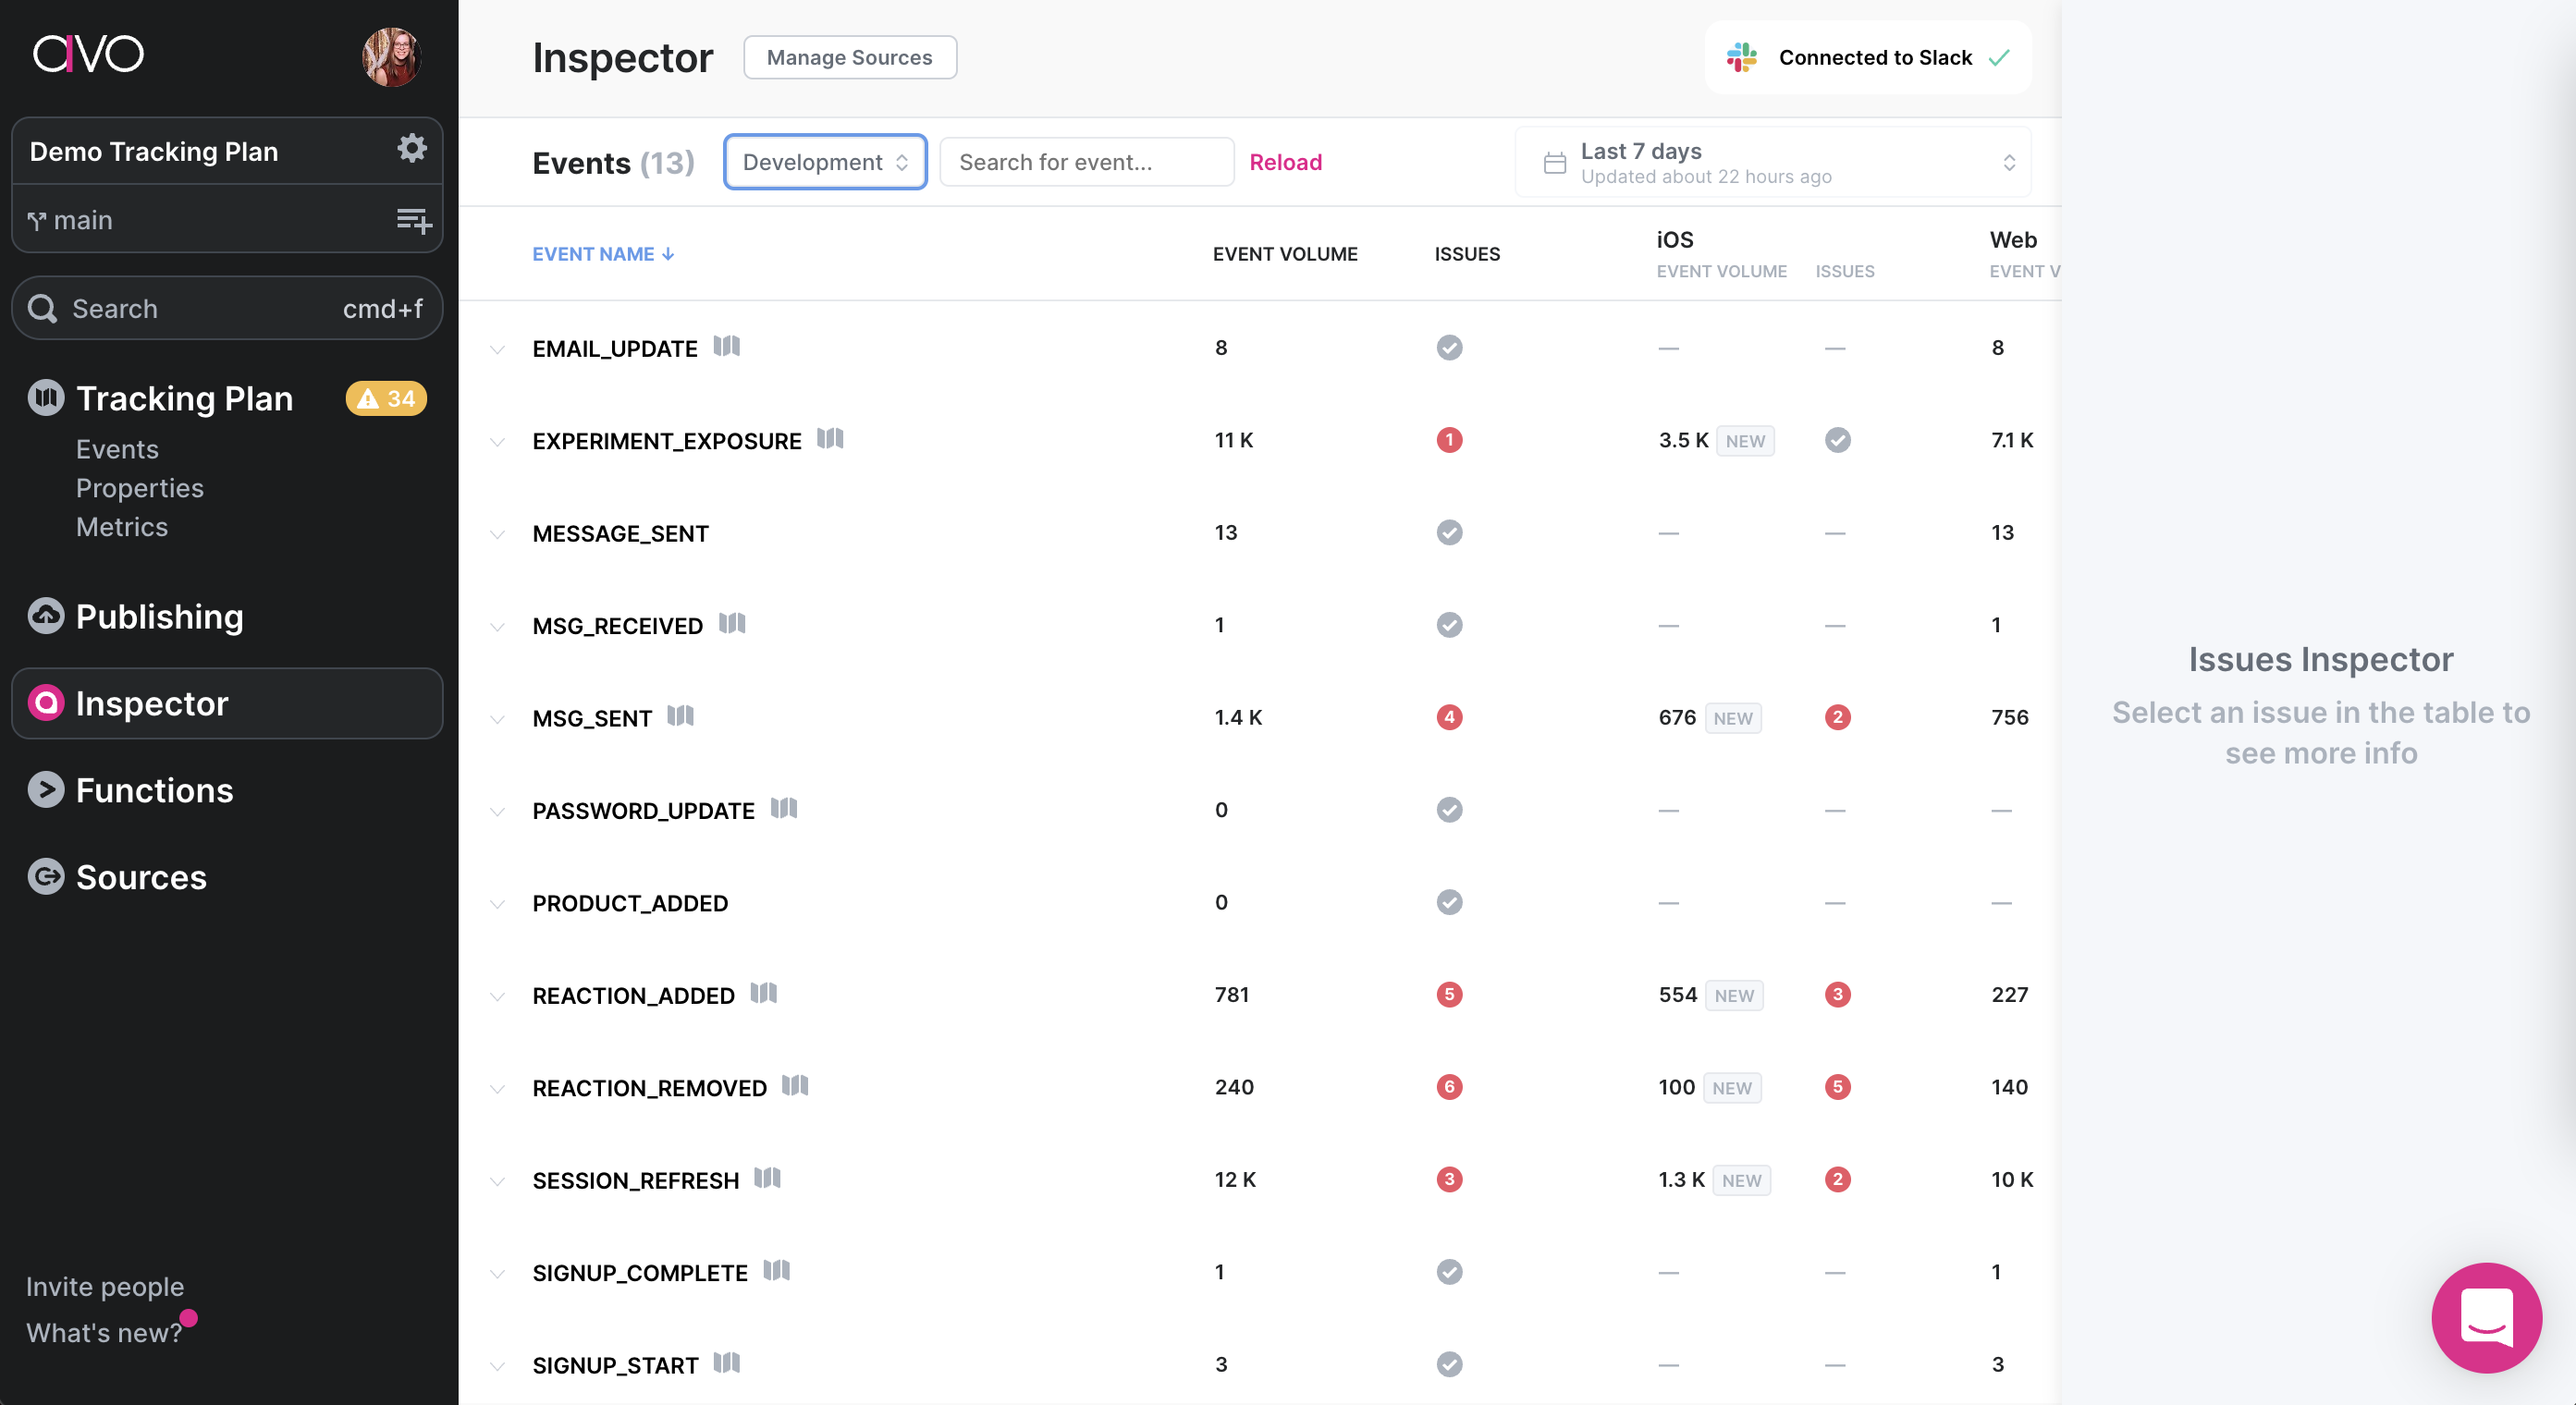 avo
Demo Tracking Plan
main
Search cmd+f
Tracking Plan 34
Events
Properties
Metrics
Publishing
Inspector
Functions
Sources
Invite people
What's new?
Inspector Manage Sources Connected to Slack
Events (13) Development Search for event... Reload Last 7 days
Updated about 22 hours ago
EVENT NAME EVENT VOLUME ISSUES iOS Web
EVENT VOLUME ISSUES EVENT V
EMAIL_UPDATE 8 — — 8
EXPERIMENT_EXPOSURE 11 K 1 3.5 K NEW 7.1 K
MESSAGE_SENT 13 — — 13
MSG_RECEIVED 1 — — 1
MSG_SENT 1.4 K 4 676 NEW 2 756
PASSWORD_UPDATE 0 — — —
PRODUCT_ADDED 0 — — —
REACTION_ADDED 781 5 554 NEW 3 227
REACTION_REMOVED 240 6 100 NEW 5 140
SESSION_REFRESH 12 K 3 1.3 K NEW 2 10 K
SIGNUP_COMPLETE 1 — — 1
SIGNUP_START 3 — — 3
Issues Inspector
Select an issue in the table to
see more info